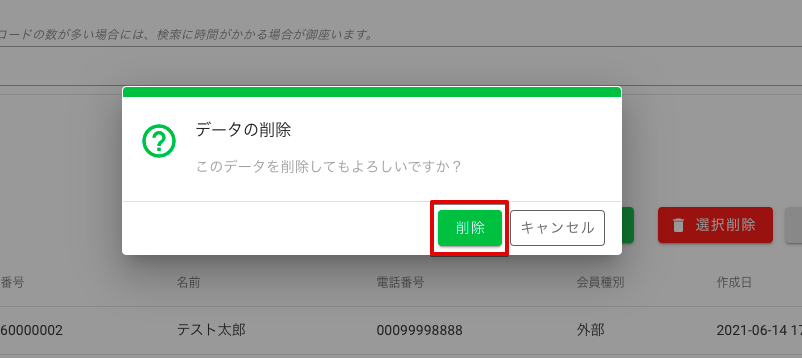 コードの数が多い場合には、検索に時間がかかる場合が御座います。
データの削除
このデータを削除してもよろしいですか？
削除
キャンセル
選択削除
番号 名前 電話番号 会員種別 作成日
60000002 テスト太郎 00099998888 外部 2021-06-14 17